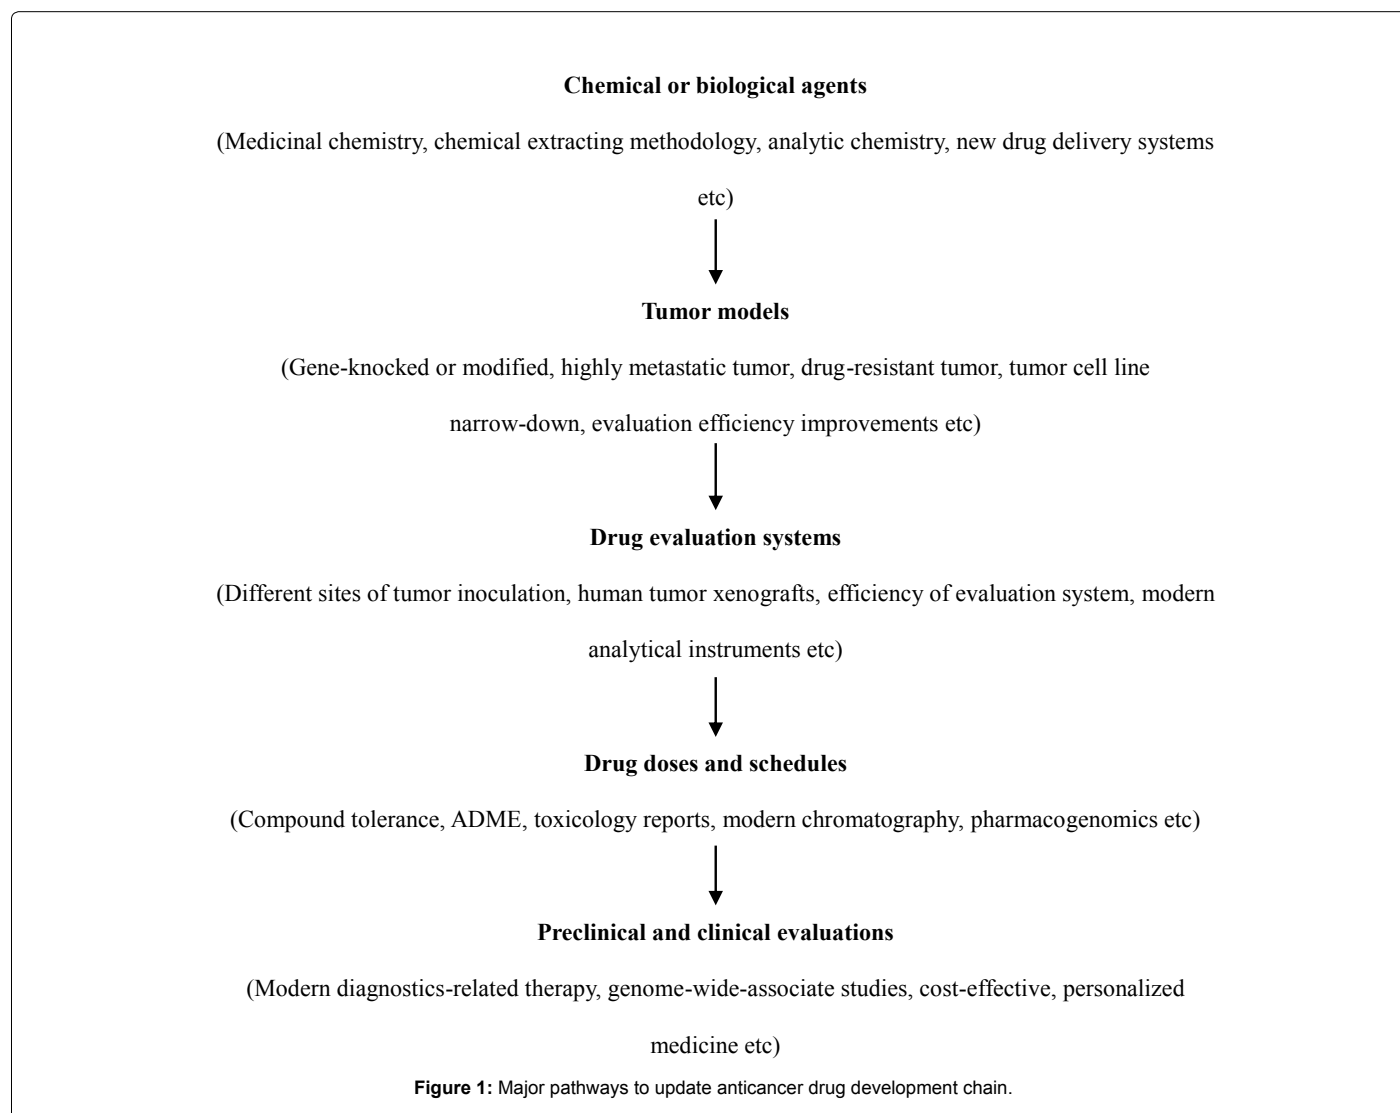 Chemical or biological agents
(Medicinal chemistry, chemical extracting methodology, analytic chemistry, new drug delivery systems
etc)
Tumor models
(Gene-knocked or modified, highly metastatic tumor, drug-resistant tumor, tumor cell line
narrow-down, evaluation efficiency improvements etc)
Drug evaluation systems
(Different sites of tumor inoculation, human tumor xenografts, efficiency of evaluation system, modern
analytical instruments etc)
Drug doses and schedules
(Compound tolerance, ADME, toxicology reports, modern chromatography, pharmacogenomics etc)
Preclinical and clinical evaluations
(Modern diagnostics-related therapy, genome-wide-associate studies, cost-effective, personalized
medicine etc)
Figure 1: Major pathways to update anticancer drug development chain.